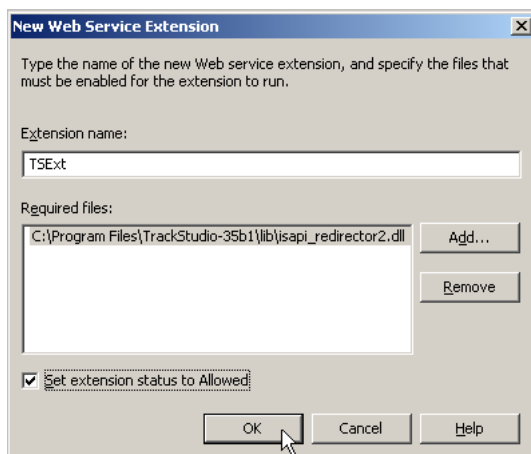 New Web Service Extension
Type the name of the new Web service extension, and specify the files that
must be enabled for the extension to run.
Extension name:
TSExt
Required files:
C:\Program Files\TrackStudio-35b1\lib\isapi_redirector2.dll
Add...
Remove
Set extension status to Allowed
OK
Cancel
Help